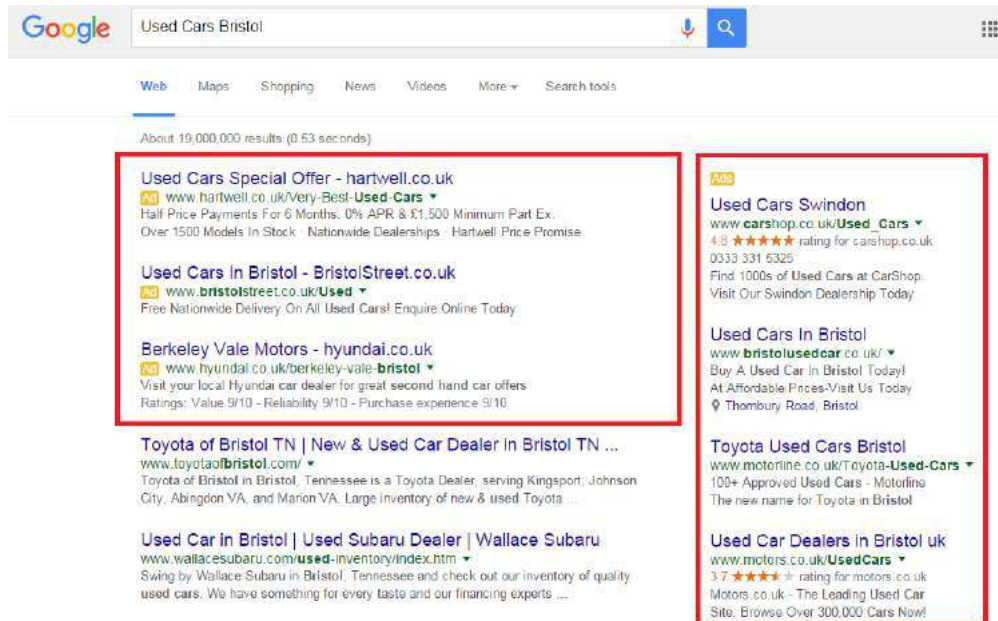 Google
Used Cars Bristol
Web Maps Shopping News Videos More Search tools
About 19,000,000 results (0.53 seconds)
Used Cars Special Offer - hartwell.co.uk
Ad www.hartwell.co.uk/Very-Best-Used-Cars
Half Price Payments For 6 Months. 0% APR & £1,500 Minimum Part Ex.
Over 1500 Models In Stock · Nationwide Dealerships · Hartwell Price Promise
Used Cars In Bristol - BristolStreet.co.uk
Ad www.bristolstreet.co.uk/Used
Free Nationwide Delivery On All Used Cars! Enquire Online Today
Berkeley Vale Motors - hyundai.co.uk
Ad www.hyundai.co.uk/berkeley-vale-bristol
Visit your local Hyundai car dealer for great second hand car offers
Ratings: Value 9/10 - Reliability 9/10 - Purchase experience 9/10
Toyota of Bristol TN | New & Used Car Dealer in Bristol TN ...
www.toyotaofbristol.com/
Toyota of Bristol in Bristol, Tennessee is a Toyota Dealer, serving Kingsport, Johnson
City, Abingdon VA, and Marion VA. Large inventory of new & used Toyota ...
Used Car in Bristol | Used Subaru Dealer | Wallace Subaru
www.wallacesubaru.com/used-inventory/index.htm
Swing by Wallace Subaru in Bristol, Tennessee and check out our inventory of quality
used cars. We have something for every taste and our financing experts ...
Ads
Used Cars Swindon
www.carshop.co.uk/Used_Cars
4.8 ★★★★★ rating for carshop.co.uk
0333 331 5325
Find 1000s of Used Cars at CarShop.
Visit Our Swindon Dealership Today
Used Cars In Bristol
www.bristolusedcar.co.uk/
Buy A Used Car In Bristol Today!
At Affordable Prices-Visit Us Today
Thornbury Road, Bristol
Toyota Used Cars Bristol
www.motorline.co.uk/Toyota-Used-Cars
100+ Approved Used Cars - Motorline
The new name for Toyota in Bristol
Used Car Dealers in Bristol uk
www.motors.co.uk/UsedCars
3.7 ★★★★★ rating for motors.co.uk
Motors.co.uk - The Leading Used Car
Site. Browse Over 300,000 Cars Now!